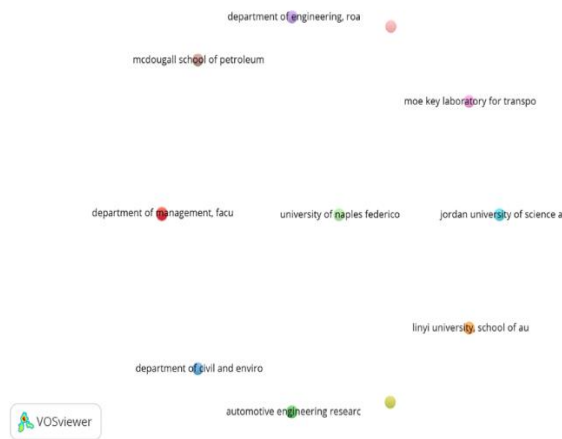 department of engineering, roa
mcdougall school of petroleum
moe key laboratory for transpo
department of management, facu
university of naples federico
jordan university of science a
linyi university, school of au
department of civil and enviro
automotive engineering researc
VOSviewer